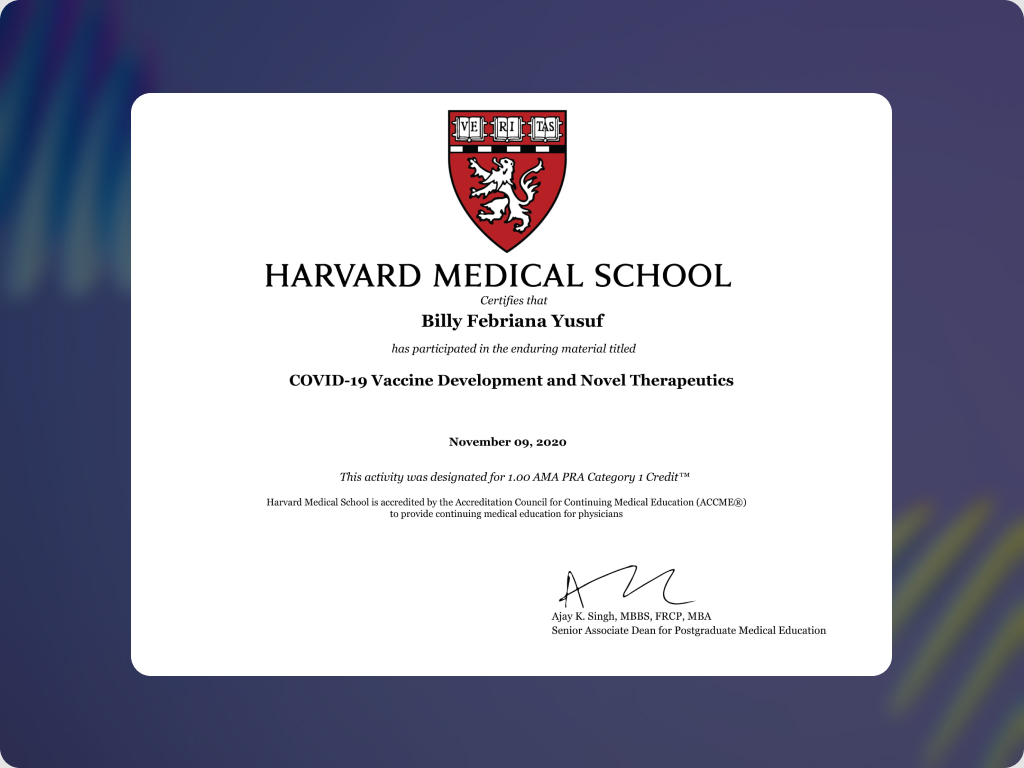 VE RI TAS
HARVARD MEDICAL SCHOOL
Certifies that
Billy Febriana Yusuf
has participated in the enduring material titled
COVID-19 Vaccine Development and Novel Therapeutics
November 09, 2020
This activity was designated for 1.00 AMA PRA Category 1 Credit™
Harvard Medical School is accredited by the Accreditation Council for Continuing Medical Education (ACCME®)
to provide continuing medical education for physicians
Ajay K. Singh, MBBS, FRCP, MBA
Senior Associate Dean for Postgraduate Medical Education